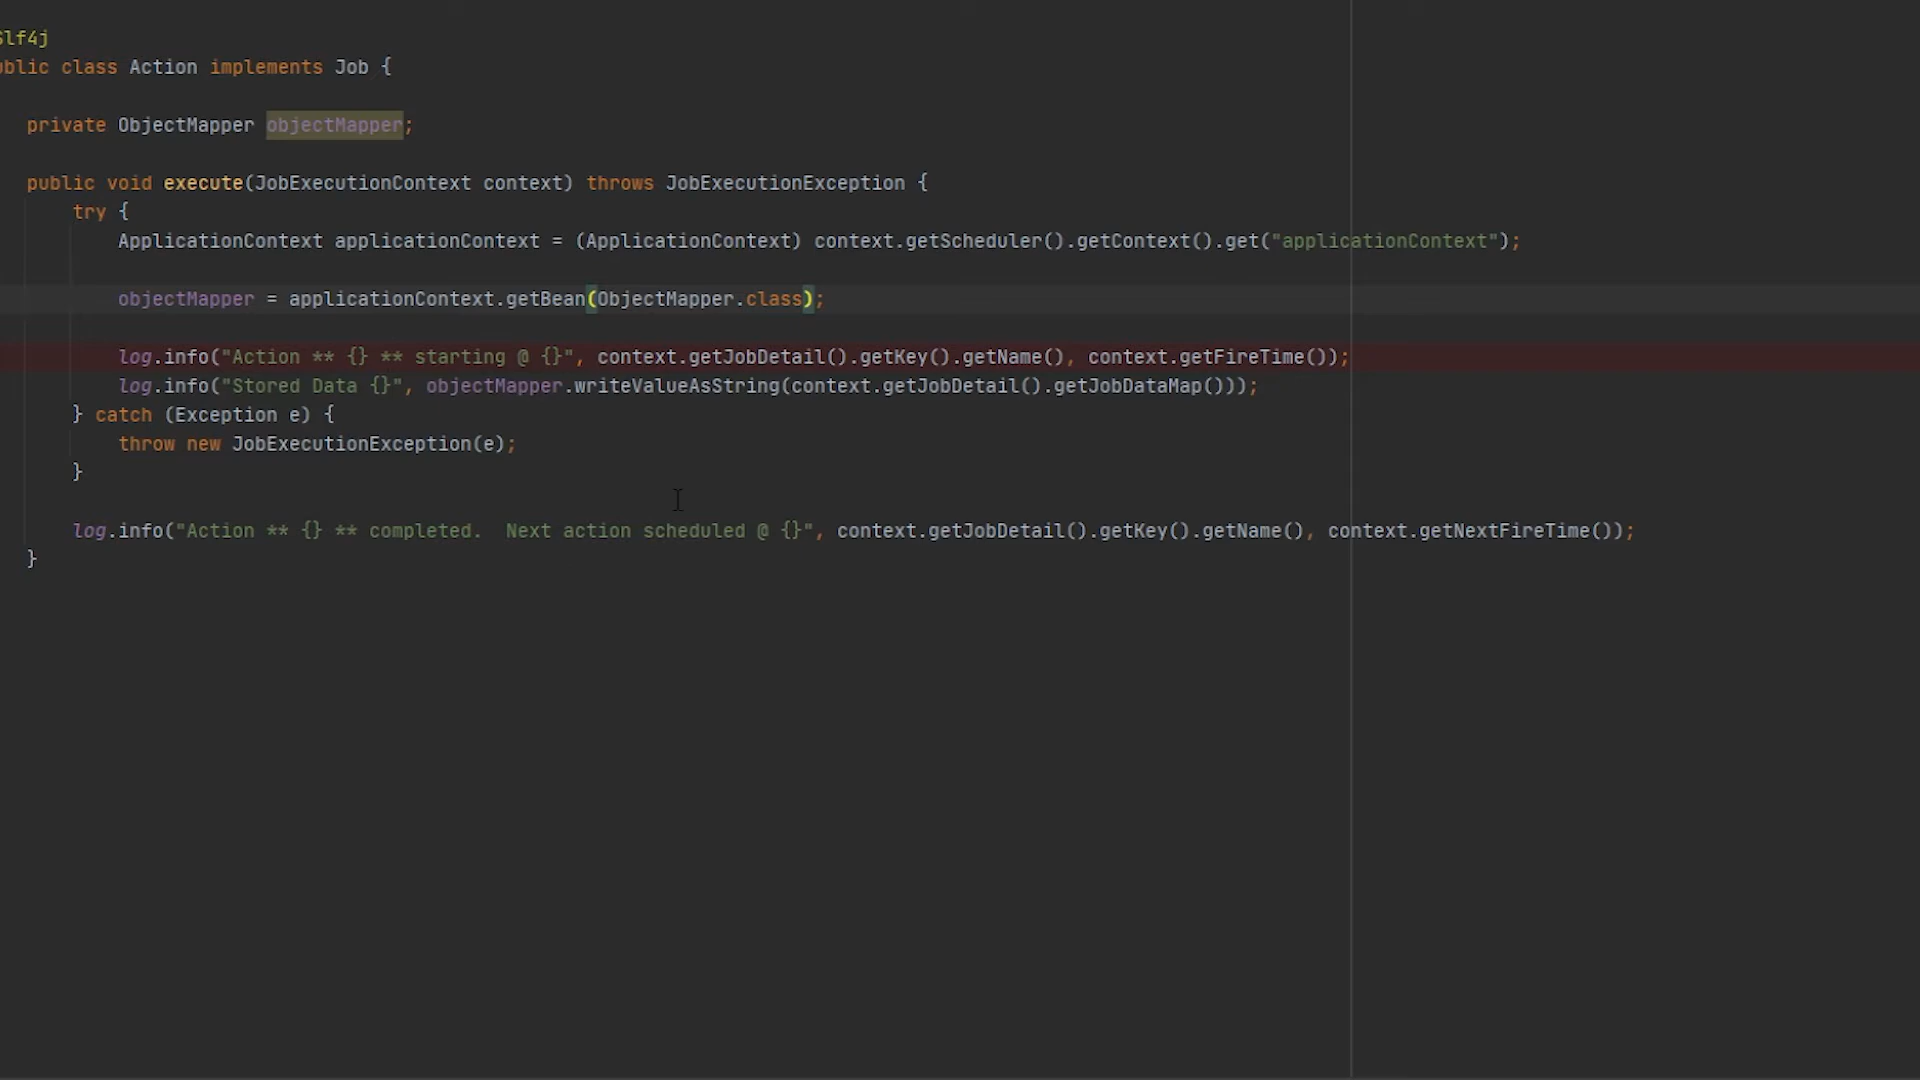 Slf4j
ublic class Action implements Job {
private ObjectMapper objectMapper;
public void execute(JobExecutionContext context) throws JobExecutionException {
try {
ApplicationContext applicationContext = (ApplicationContext) context.getScheduler().getContext().get("applicationContext");
objectMapper = applicationContext.getBean(ObjectMapper.class);
log.info("Action ** {} ** starting @ {}", context.getJobDetail().getKey().getName(), context.getFireTime());
log.info("Stored Data {}", objectMapper.writeValueAsString(context.getJobDetail().getJobDataMap()));
} catch (Exception e) {
throw new JobExecutionException(e);
}
log.info("Action ** {} ** completed.  Next action scheduled @ {}", context.getJobDetail().getKey().getName(), context.getNextFireTime());
}